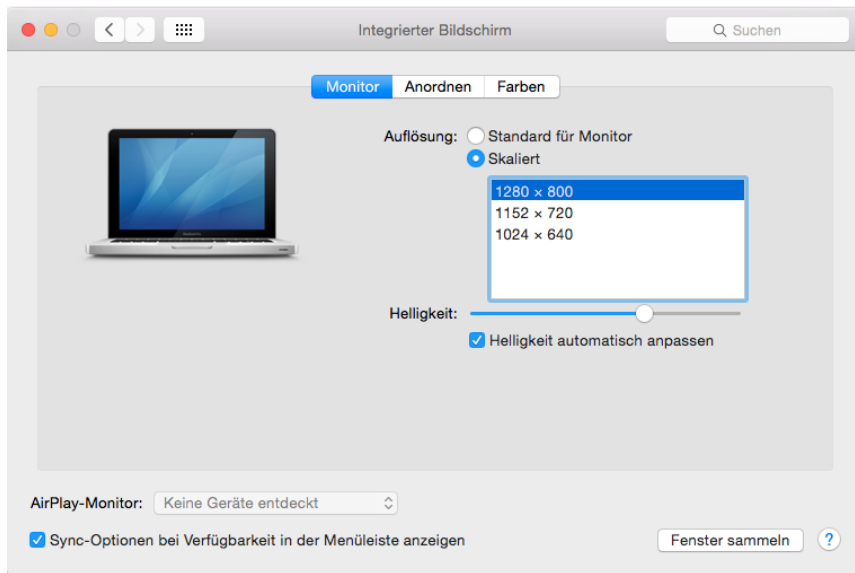 Integrierter Bildschirm
Suchen
Monitor Anordnen Farben
Auflösung: Standard für Monitor
Skaliert
1280 × 800
1152 × 720
1024 × 640
Helligkeit:
Helligkeit automatisch anpassen
AirPlay-Monitor: Keine Geräte entdeckt
Sync-Optionen bei Verfügbarkeit in der Menüleiste anzeigen
Fenster sammeln ?